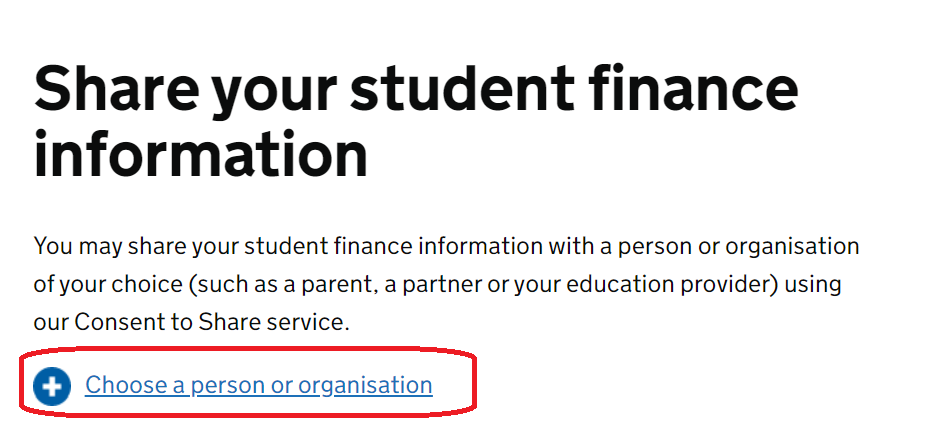 Share your student finance
information
You may share your student finance information with a person or organisation
of your choice (such as a parent, a partner or your education provider) using
our Consent to Share service.
Choose a person or organisation